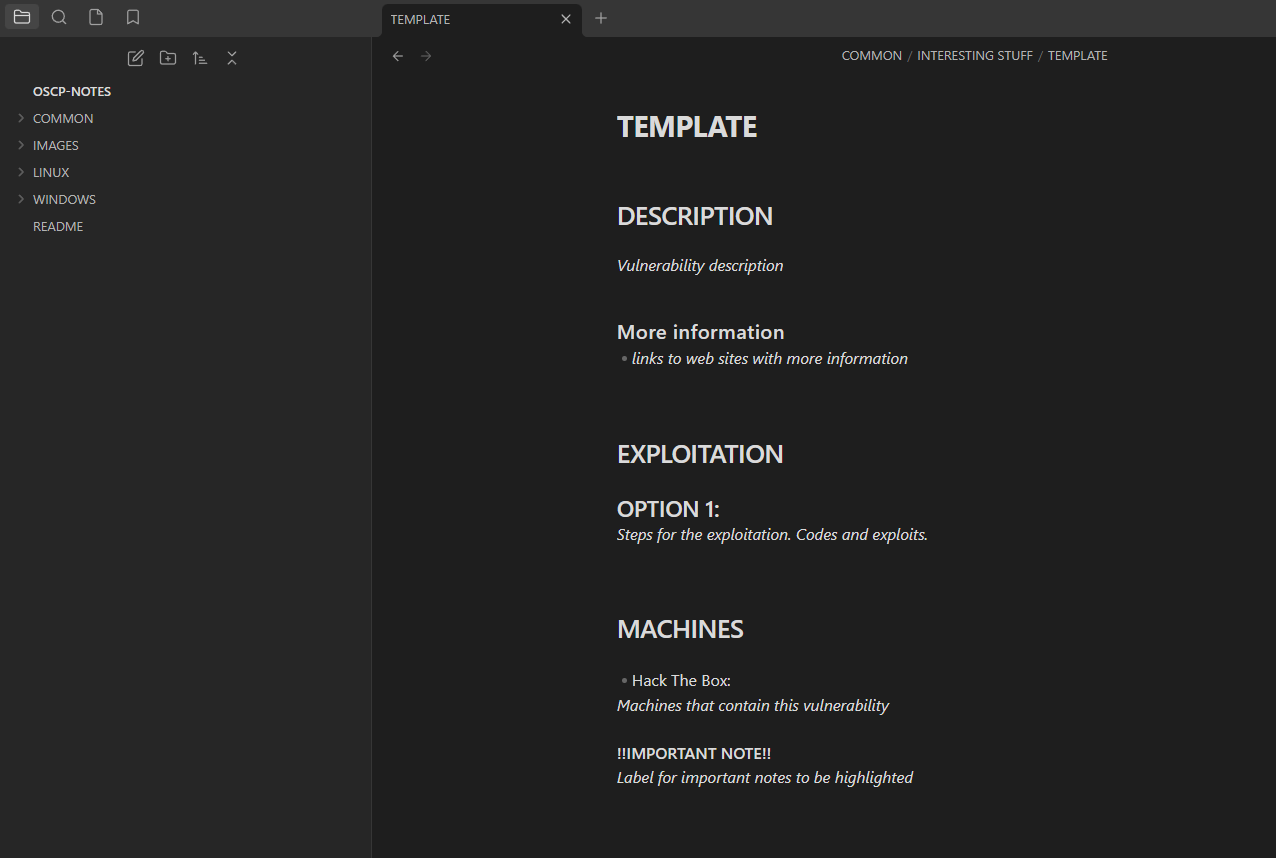 TEMPLATE
COMMON / INTERESTING STUFF / TEMPLATE
OSCP-NOTES
COMMON
IMAGES
LINUX
WINDOWS
README
TEMPLATE
DESCRIPTION
Vulnerability description
More information
links to web sites with more information
EXPLOITATION
OPTION 1:
Steps for the exploitation. Codes and exploits.
MACHINES
Hack The Box:
Machines that contain this vulnerability
!!IMPORTANT NOTE!!
Label for important notes to be highlighted